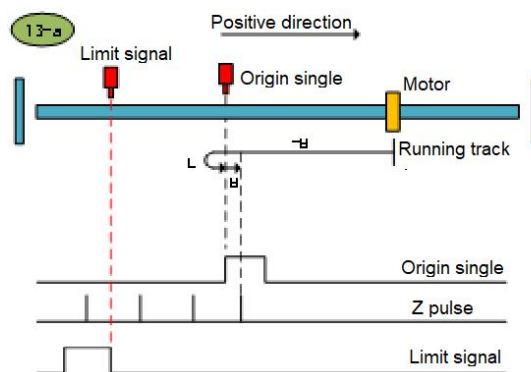 13-a
Positive direction
Limit signal
Origin single
Motor
Running track
Origin single
Z pulse
Limit signal